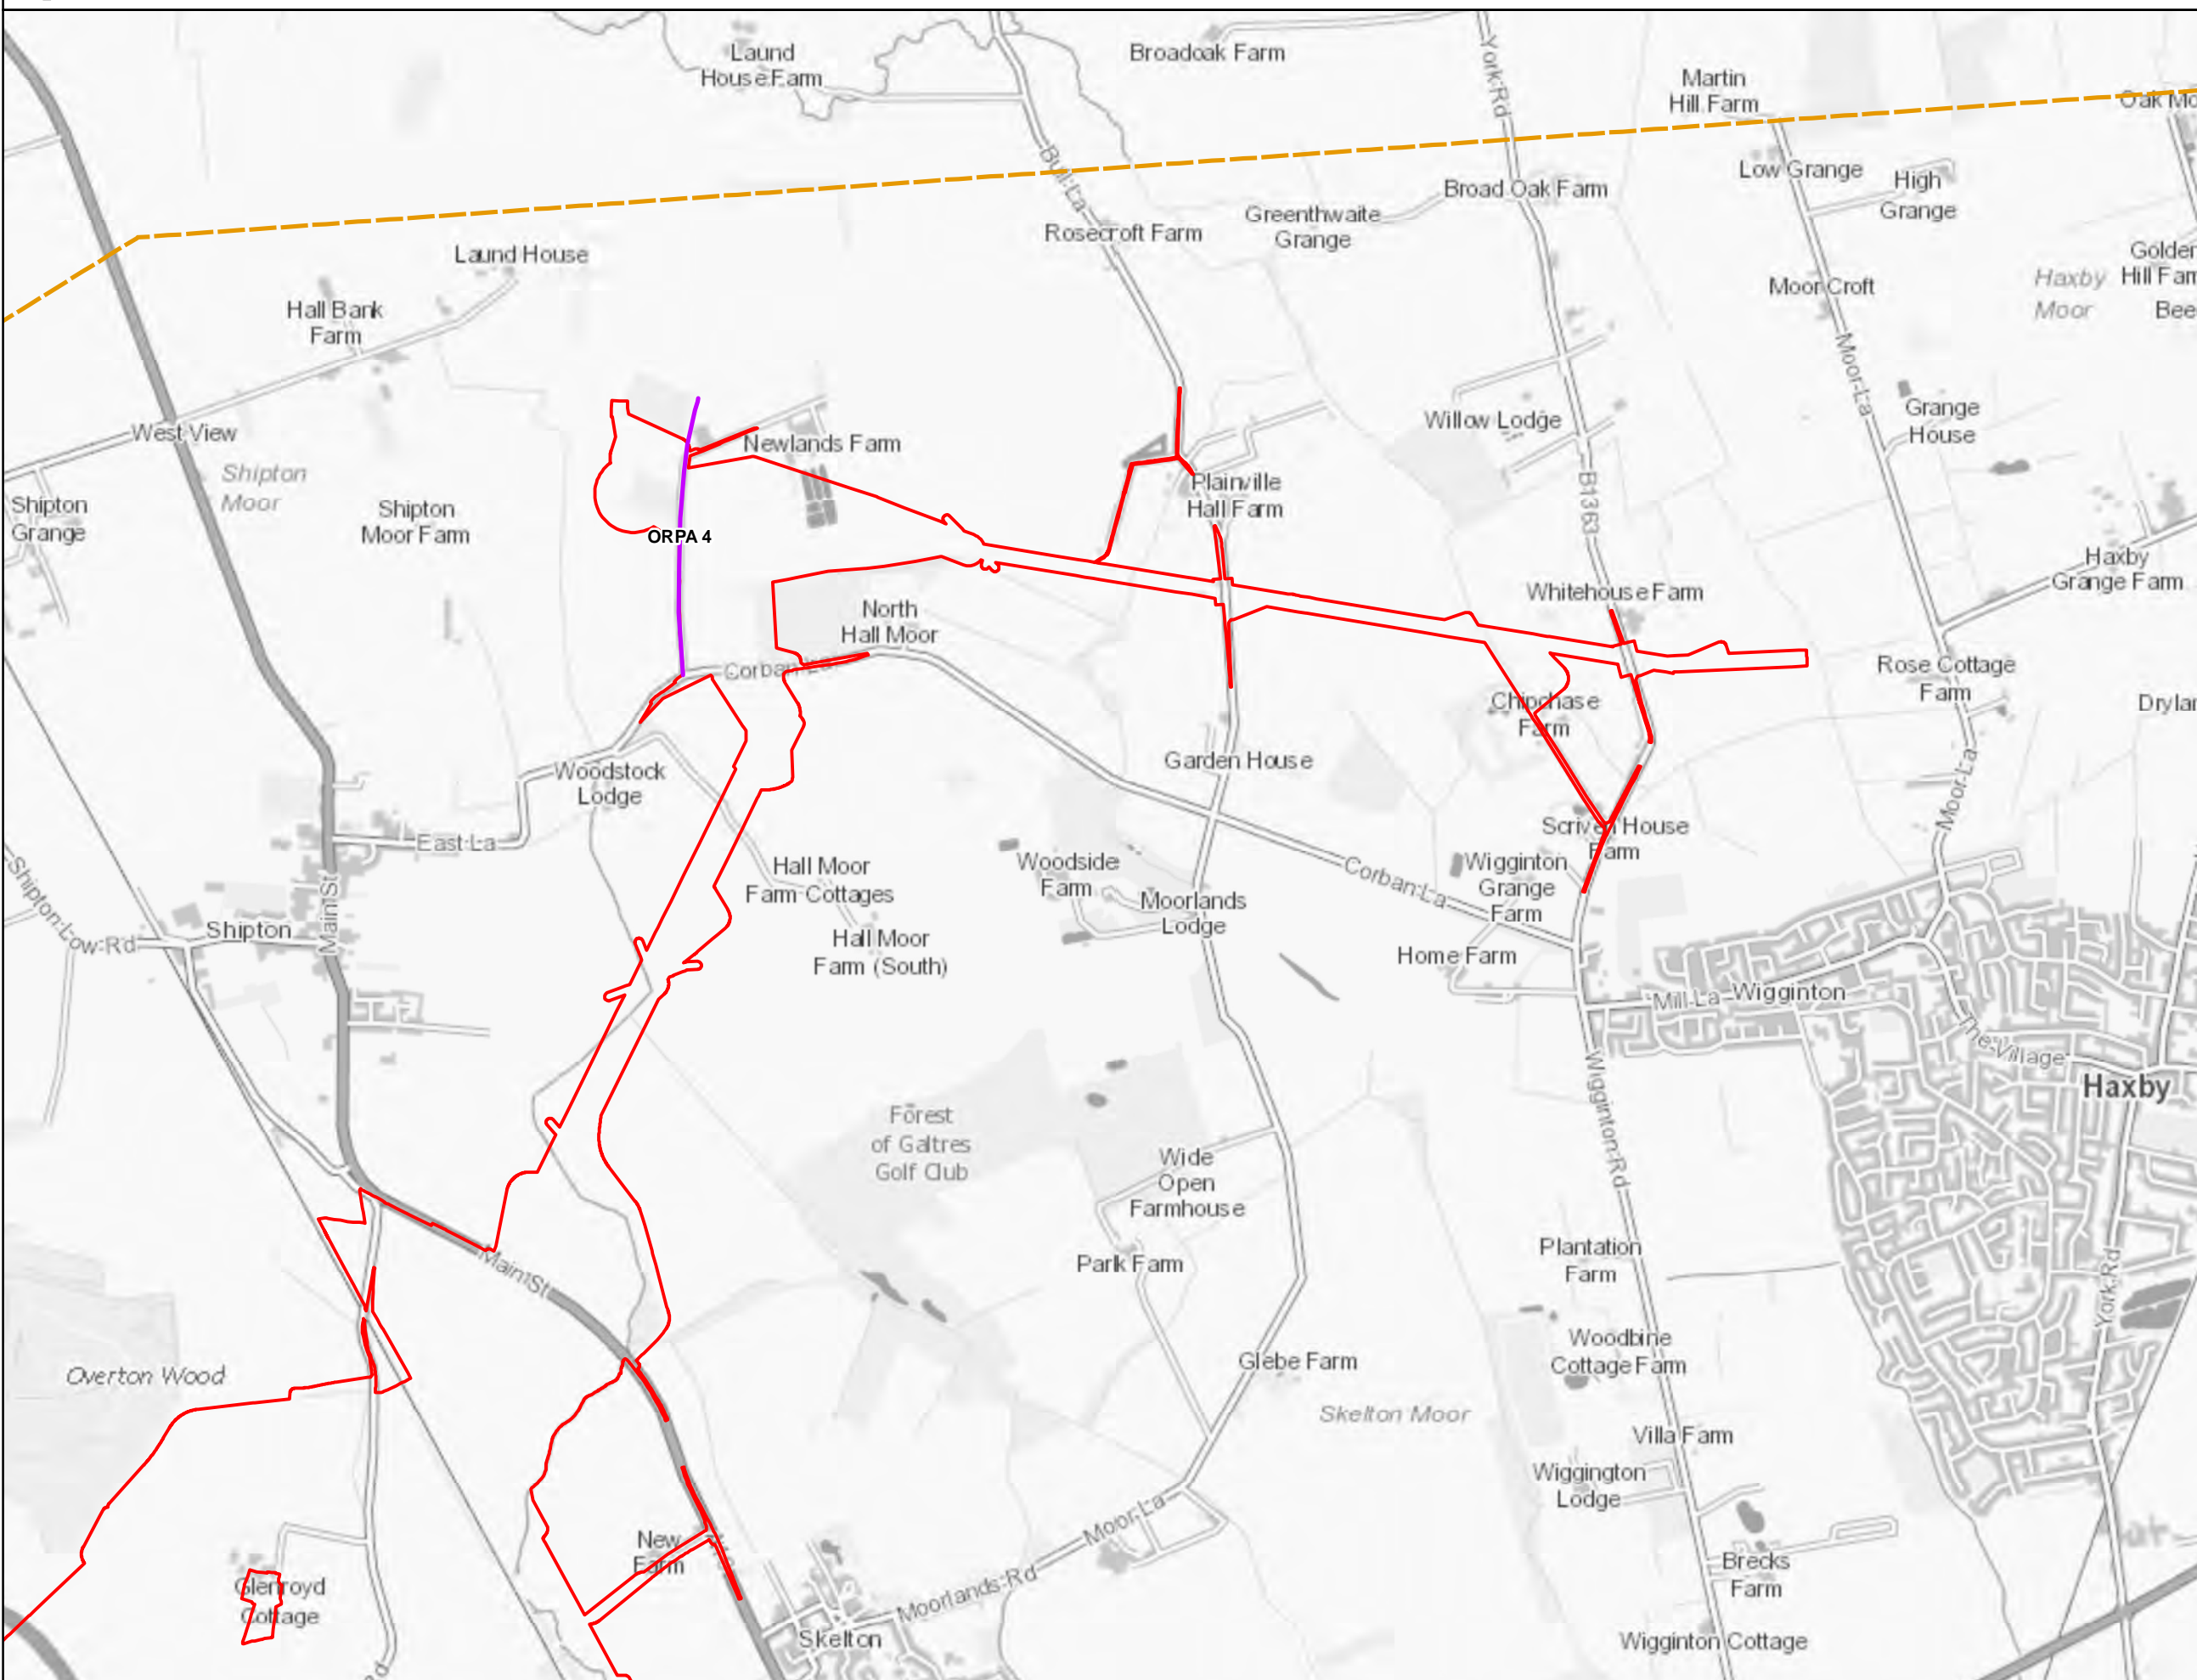 Laund
House Farm
Broadoak Farm
York Rd
Martin
Hill Farm
Bull La
Low Grange
High
Grange
Broad Oak Farm
Greenthwaite
Grange
Rosecroft Farm
Laund House
Golden
Haxby
Moor
Moor Croft
Hall Bank
Farm
B1363
Moor La
Grange
House
Willow Lodge
West View
Newlands Farm
Shipton
Moor
Plainville
Hall Farm
Shipton
Grange
Shipton
Moor Farm
ORPA 4
Haxby
Grange Farm
Whitehouse Farm
North
Hall Moor
Corban La
Rose Cottage
Farm
Chipchase
Farm
Garden House
Woodstock
Lodge
Moor La
Scriven House
Farm
East La
Main St
Hall Moor
Farm Cottages
Woodside
Farm
Moorlands
Lodge
Corban La
Wigginton
Grange
Farm
Shipton Low Rd
Shipton
Hall Moor
Farm (South)
Home Farm
Mill La
Wigginton
The Village
Haxby
Wigginton Rd
Forest
of Galtres
Golf Club
Wide
Open
Farmhouse
Park Farm
Main St
Plantation
Farm
York Rd
Woodbine
Cottage Farm
Glebe Farm
Overton Wood
Skelton Moor
Villa Farm
Wiggington
Lodge
Moor La
New
Farm
Brecks
Farm
Glenroyd
Cottage
Moorlands Rd
Skelton
Wigginton Cottage